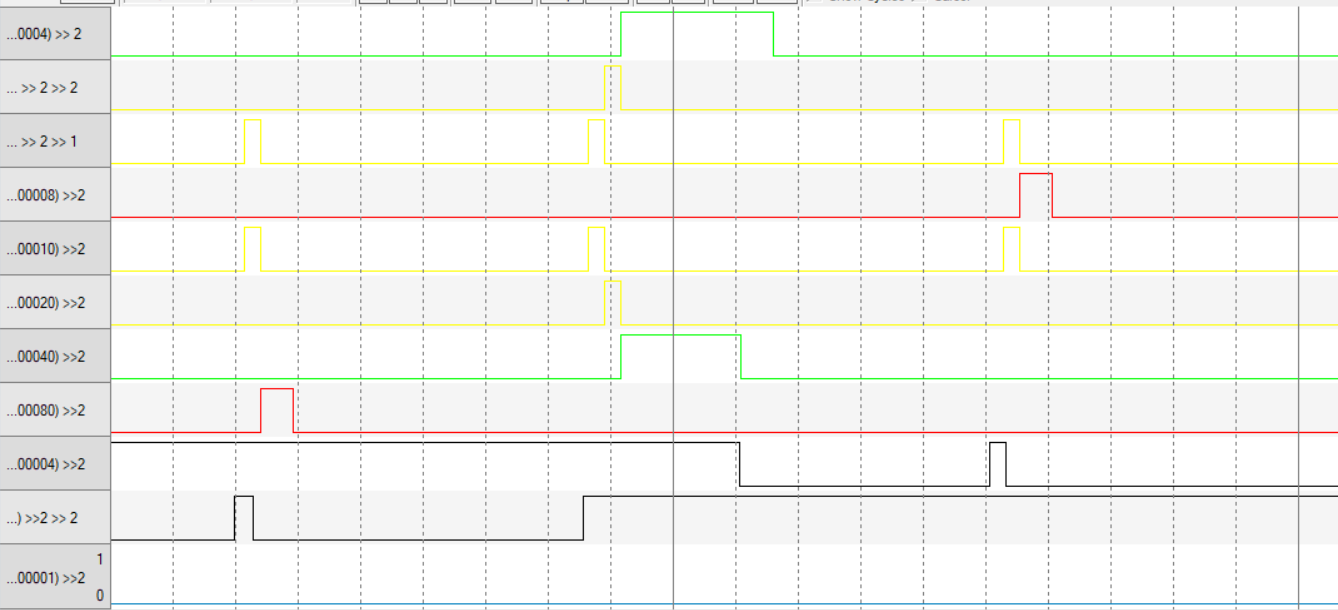 ...0004) >> 2
... >> 2 >> 2
... >> 2 >> 1
...00008) >>2
...00010) >>2
...00020) >>2
...00040) >>2
...00080) >>2
...00004) >>2
...) >>2 >> 2
1
...00001) >>2
0